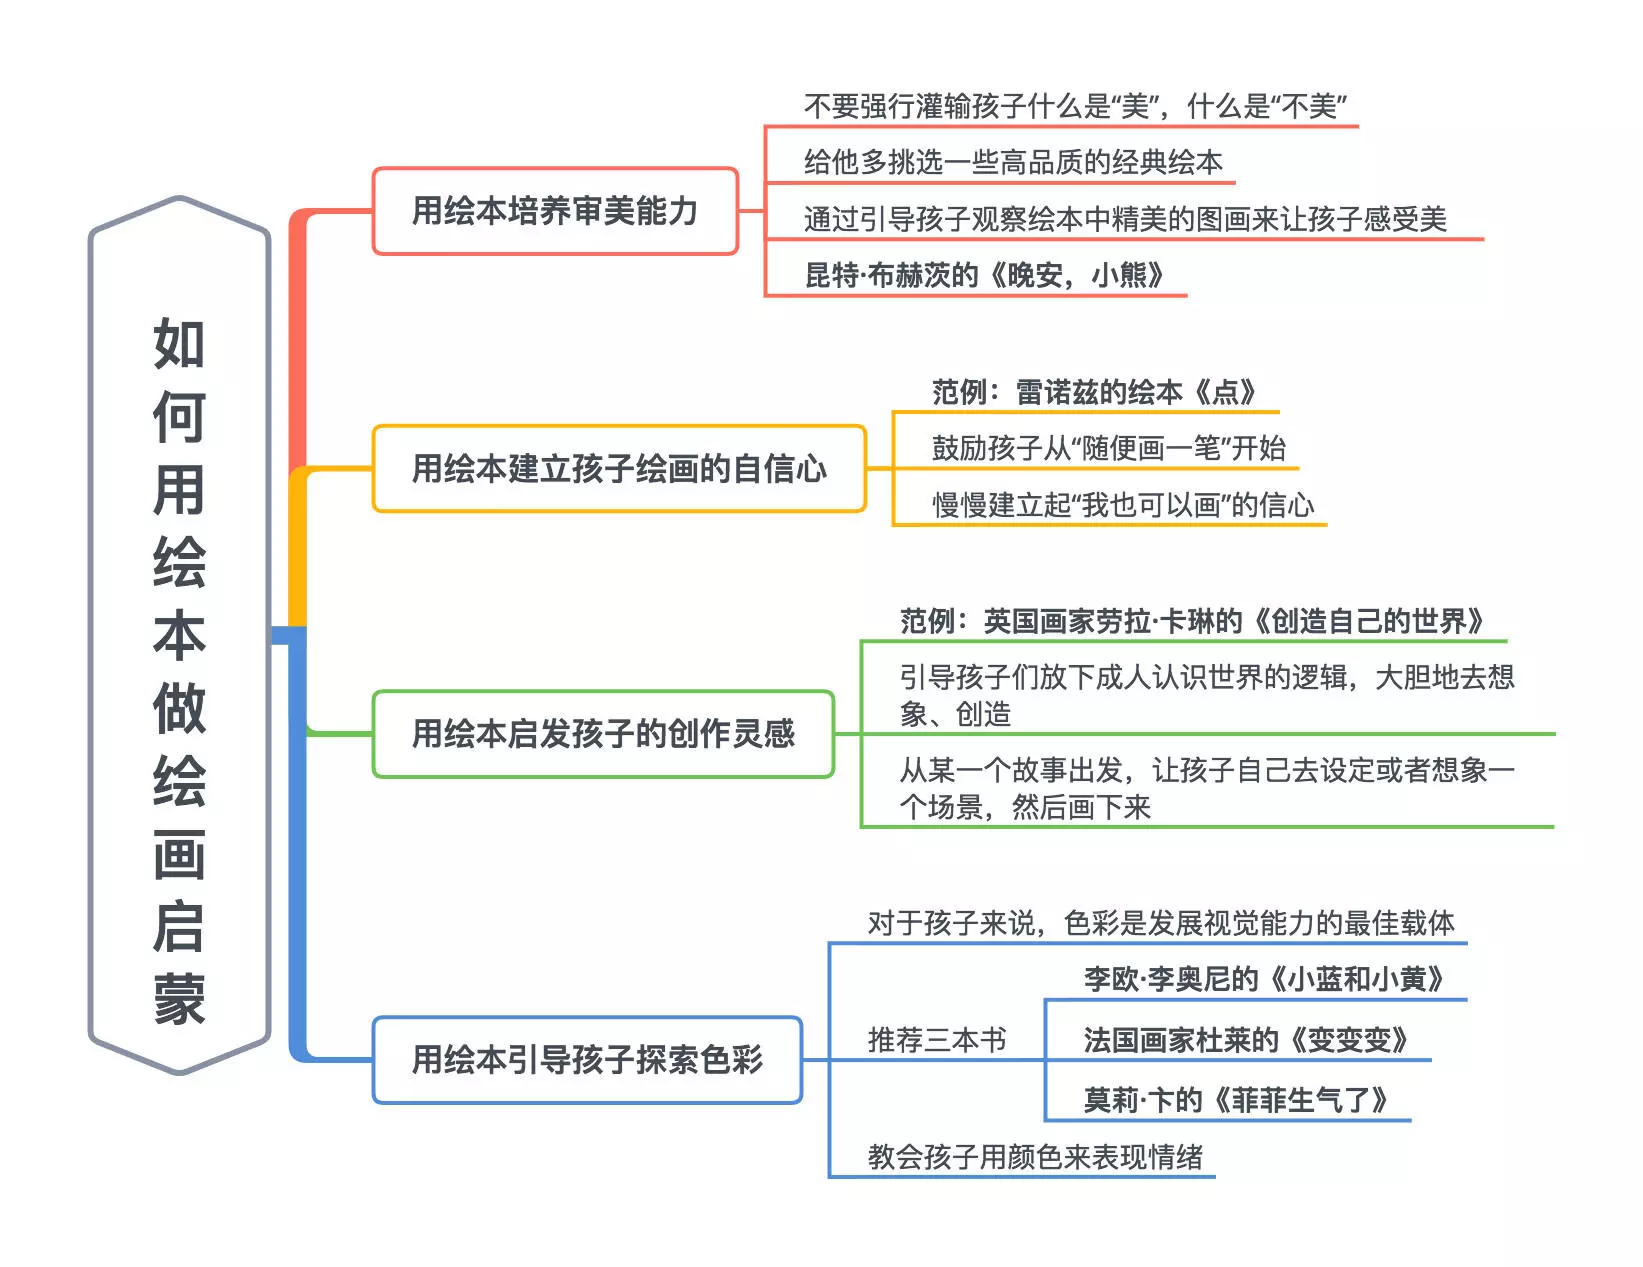 如何用绘本做绘画启蒙
用绘本培养审美能力
不要强行灌输孩子什么是“美”，什么是“不美”
给他多挑选一些高品质的经典绘本
通过引导孩子观察绘本中精美的图画来让孩子感受美
昆特·布赫茨的《晚安，小熊》
用绘本建立孩子绘画的自信心
范例：雷诺兹的绘本《点》
鼓励孩子从“随便画一笔”开始
慢慢建立起“我也可以画”的信心
用绘本启发孩子的创作灵感
范例：英国画家劳拉·卡琳的《创造自己的世界》
引导孩子们放下成人认识世界的逻辑，大胆地去想
象、创造
从某一个故事出发，让孩子自己去设定或者想象一
个场景，然后画下来
用绘本引导孩子探索色彩
对于孩子来说，色彩是发展视觉能力的最佳载体
推荐三本书
李欧·李奥尼的《小蓝和小黄》
法国画家杜莱的《变变变》
莫莉·卞的《菲菲生气了》
教会孩子用颜色来表现情绪